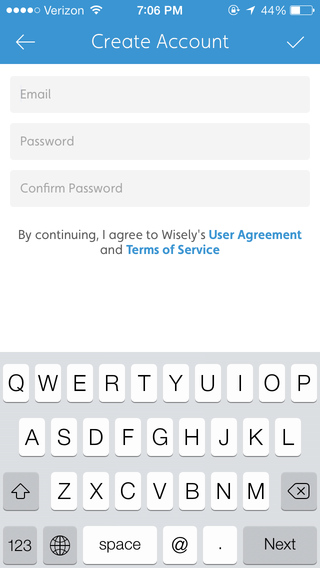 Verizon 7:06 PM 44%
Create Account
Email
Password
Confirm Password
By continuing, I agree to Wisely's User Agreement
and Terms of Service
Q W E R T Y U I O P
A S D F G H J K L
Z X C V B N M
123 space @ . Next